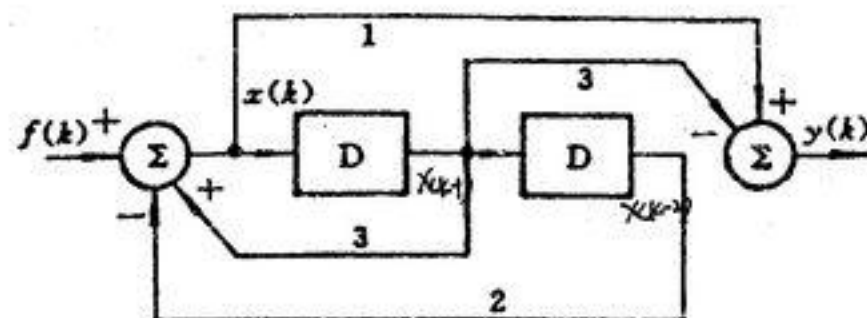 1
3
x(k)
f(k) + Σ D D Σ y(k)
+
-
x(k-1)
x(k-2)
+
-
3
2